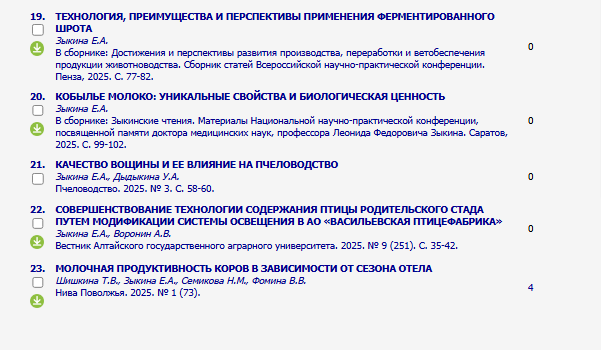 19. ТЕХНОЛОГИЯ, ПРЕИМУЩЕСТВА И ПЕРСПЕКТИВЫ ПРИМЕНЕНИЯ ФЕРМЕНТИРОВАННОГО
ШРОТА
Зыкина Е.А.
В сборнике: Достижения и перспективы развития производства, переработки и ветобеспечения
продукции животноводства. Сборник статей Всероссийской научно-практической конференции.
Пенза, 2025. С. 77-82.
0
20. КОБЫЛЬЕ МОЛОКО: УНИКАЛЬНЫЕ СВОЙСТВА И БИОЛОГИЧЕСКАЯ ЦЕННОСТЬ
Зыкина Е.А.
В сборнике: Зыкинские чтения. Материалы Национальной научно-практической конференции,
посвященной памяти доктора медицинских наук, профессора Леонида Федоровича Зыкина. Саратов,
2025. С. 99-102.
0
21. КАЧЕСТВО ВОЩИНЫ И ЕЕ ВЛИЯНИЕ НА ПЧЕЛОВОДСТВО
Зыкина Е.А., Дыдыкина У.А.
Пчеловодство. 2025. № 3. С. 58-60.
0
22. СОВЕРШЕНСТВОВАНИЕ ТЕХНОЛОГИИ СОДЕРЖАНИЯ ПТИЦЫ РОДИТЕЛЬСКОГО СТАДА
ПУТЕМ МОДИФИКАЦИИ СИСТЕМЫ ОСВЕЩЕНИЯ В АО «ВАСИЛЬЕВСКАЯ ПТИЦЕФАБРИКА»
Зыкина Е.А., Воронин А.В.
Вестник Алтайского государственного аграрного университета. 2025. № 9 (251). С. 35-42.
0
23. МОЛОЧНАЯ ПРОДУКТИВНОСТЬ КОРОВ В ЗАВИСИМОСТИ ОТ СЕЗОНА ОТЕЛА
Шишкина Т.В., Зыкина Е.А., Семикова Н.М., Фомина В.В.
Нива Поволжья. 2025. № 1 (73).
4